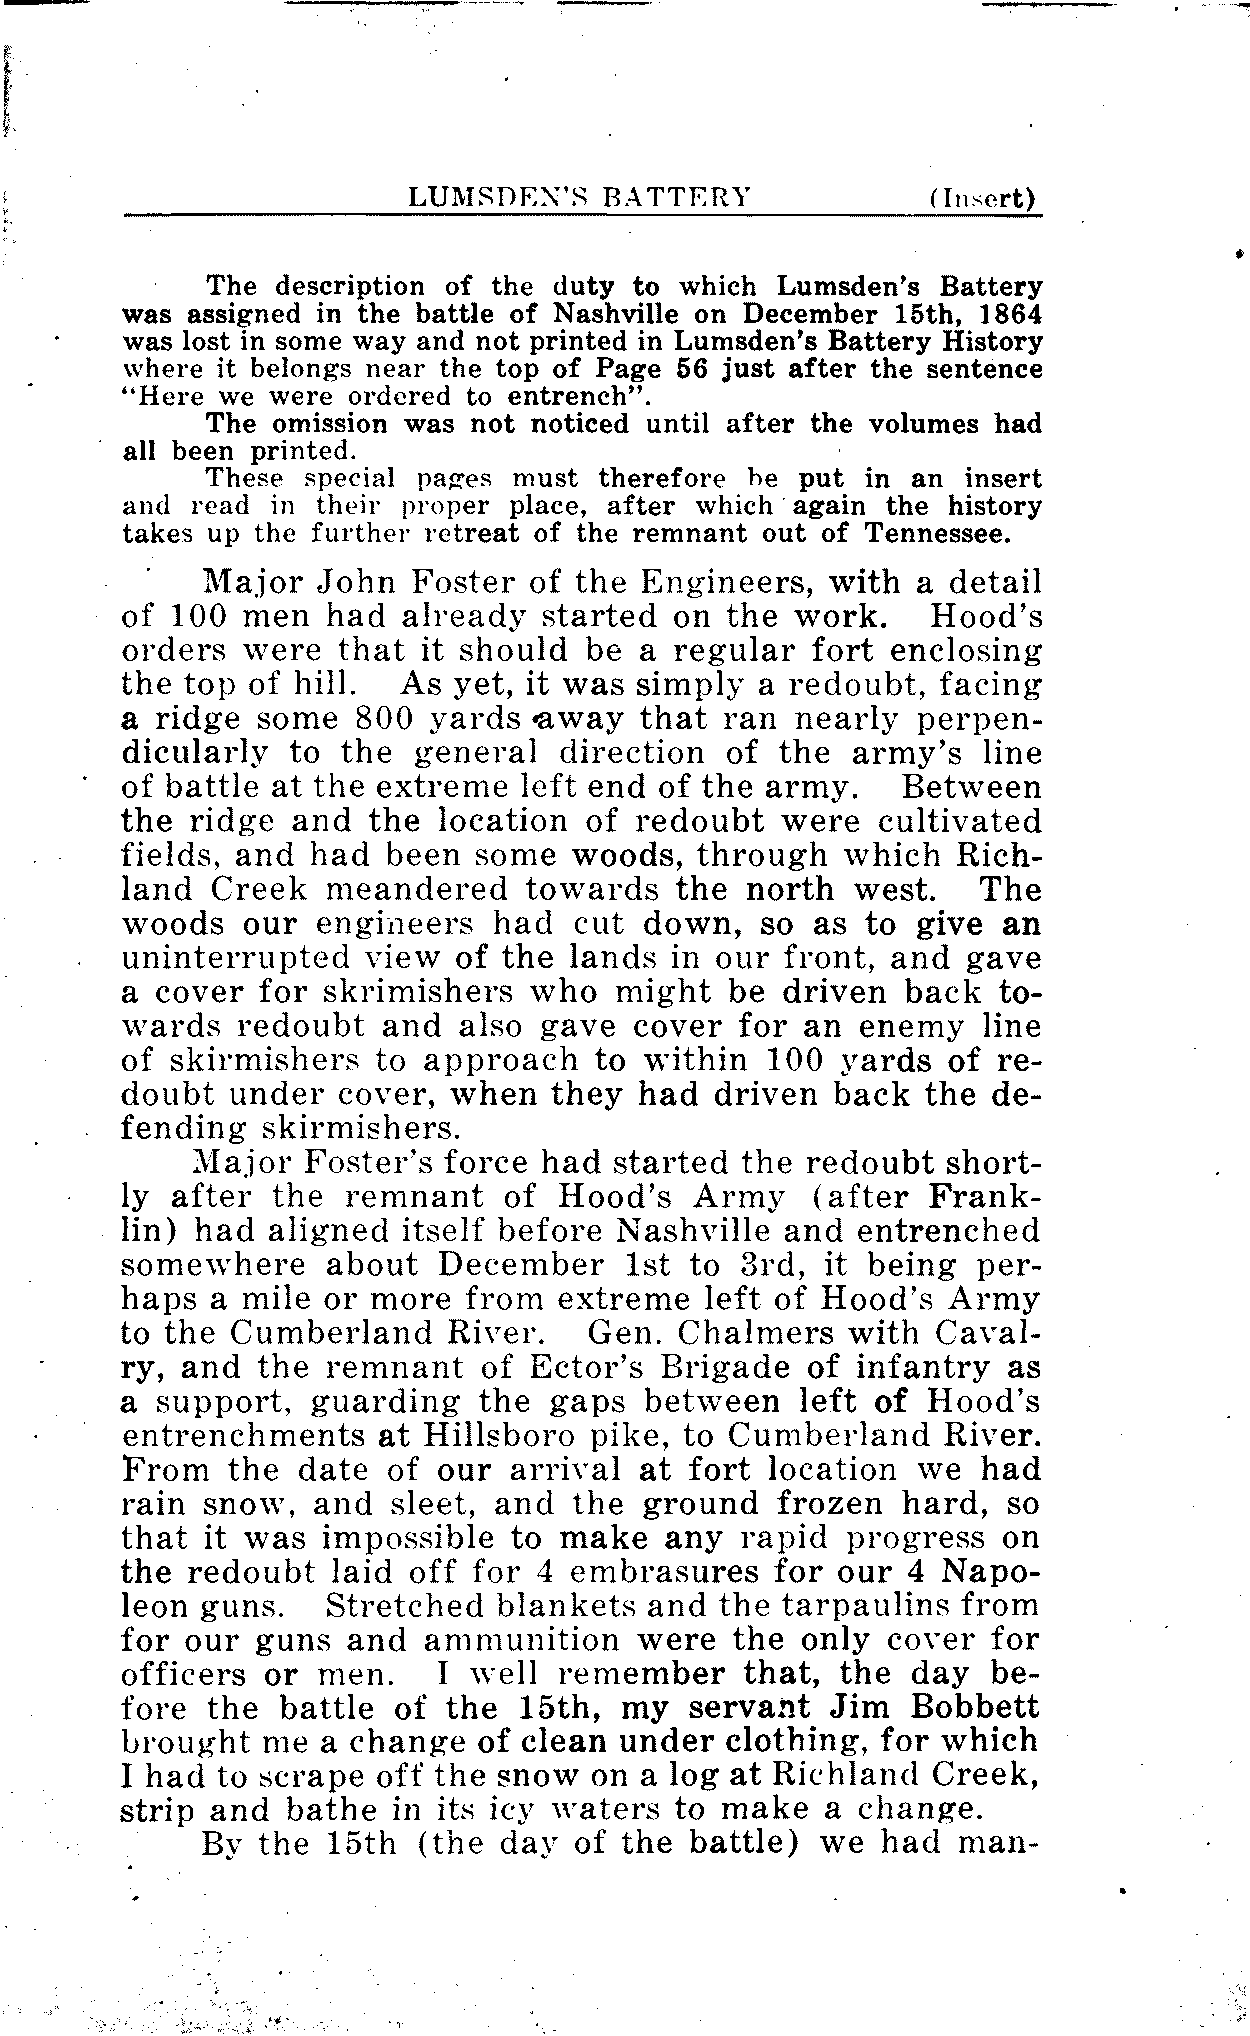 LUMSDEN'S BATTERY (Insert)
The description of the duty to which Lumsden's Battery
was assigned in the battle of Nashville on December 15th, 1864
was lost in some way and not printed in Lumsden's Battery History
where it belongs near the top of Page 56 just after the sentence
"Here we were ordered to entrench".
The omission was not noticed until after the volumes had
all been printed.
These special pages must therefore be put in an insert
and read in their proper place, after which again the history
takes up the further retreat of the remnant out of Tennessee.
Major John Foster of the Engineers, with a detail
of 100 men had already started on the work. Hood's
orders were that it should be a regular fort enclosing
the top of hill. As yet, it was simply a redoubt, facing
a ridge some 800 yards away that ran nearly perpen-
dicularly to the general direction of the army's line
of battle at the extreme left end of the army. Between
the ridge and the location of redoubt were cultivated
fields, and had been some woods, through which Rich-
land Creek meandered towards the north west. The
woods our engineers had cut down, so as to give an
uninterrupted view of the lands in our front, and gave
a cover for skrimishers who might be driven back to-
wards redoubt and also gave cover for an enemy line
of skirmishers to approach to within 100 yards of re-
doubt under cover, when they had driven back the de-
fending skirmishers.
Major Foster's force had started the redoubt short-
ly after the remnant of Hood's Army (after Frank-
lin) had aligned itself before Nashville and entrenched
somewhere about December 1st to 3rd, it being per-
haps a mile or more from extreme left of Hood's Army
to the Cumberland River. Gen. Chalmers with Caval-
ry, and the remnant of Ector's Brigade of infantry as
a support, guarding the gaps between left of Hood's
entrenchments at Hillsboro pike, to Cumberland River.
From the date of our arrival at fort location we had
rain snow, and sleet, and the ground frozen hard, so
that it was impossible to make any rapid progress on
the redoubt laid off for 4 embrasures for our 4 Napo-
leon guns. Stretched blankets and the tarpaulins from
for our guns and ammunition were the only cover for
officers or men. I well remember that, the day be-
fore the battle of the 15th, my servant Jim Bobbett
brought me a change of clean under clothing, for which
I had to scrape off the snow on a log at Richland Creek,
strip and bathe in its icy waters to make a change.
By the 15th (the day of the battle) we had man-